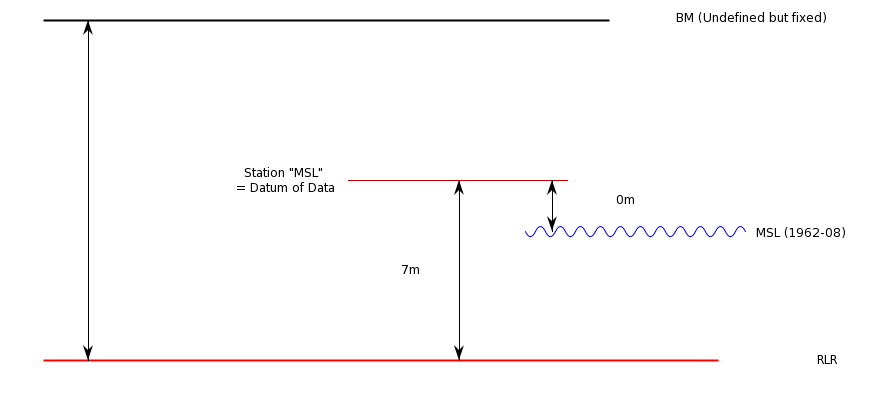 BM (Undefined but fixed)
Station "MSL"
= Datum of Data
0m
MSL (1962-08)
7m
RLR